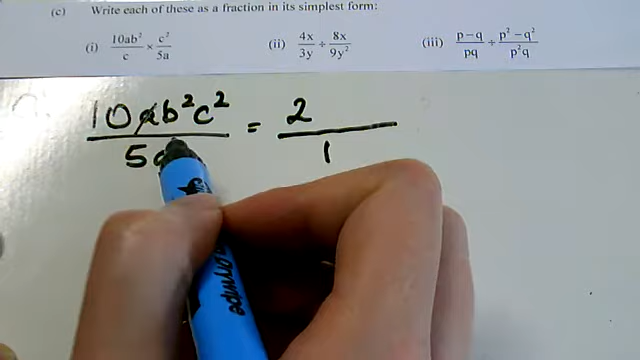 (c) Write each of these as a fraction in its simplest form:
(i) 10ab²/c × c²/5a (ii) 4x/3y ÷ 8x/9y² (iii) p−q/pq ÷ p²−q²/p²q
10ab²c² = 2
5 1